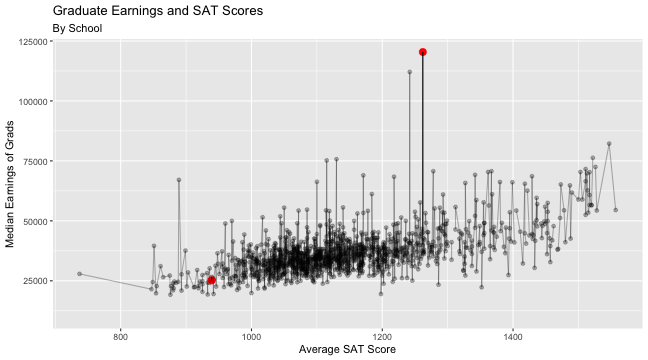 Graduate Earnings and SAT Scores
By School
125000
100000
75000
50000
25000
Median Earnings of Grads
800 1000 1200 1400
Average SAT Score